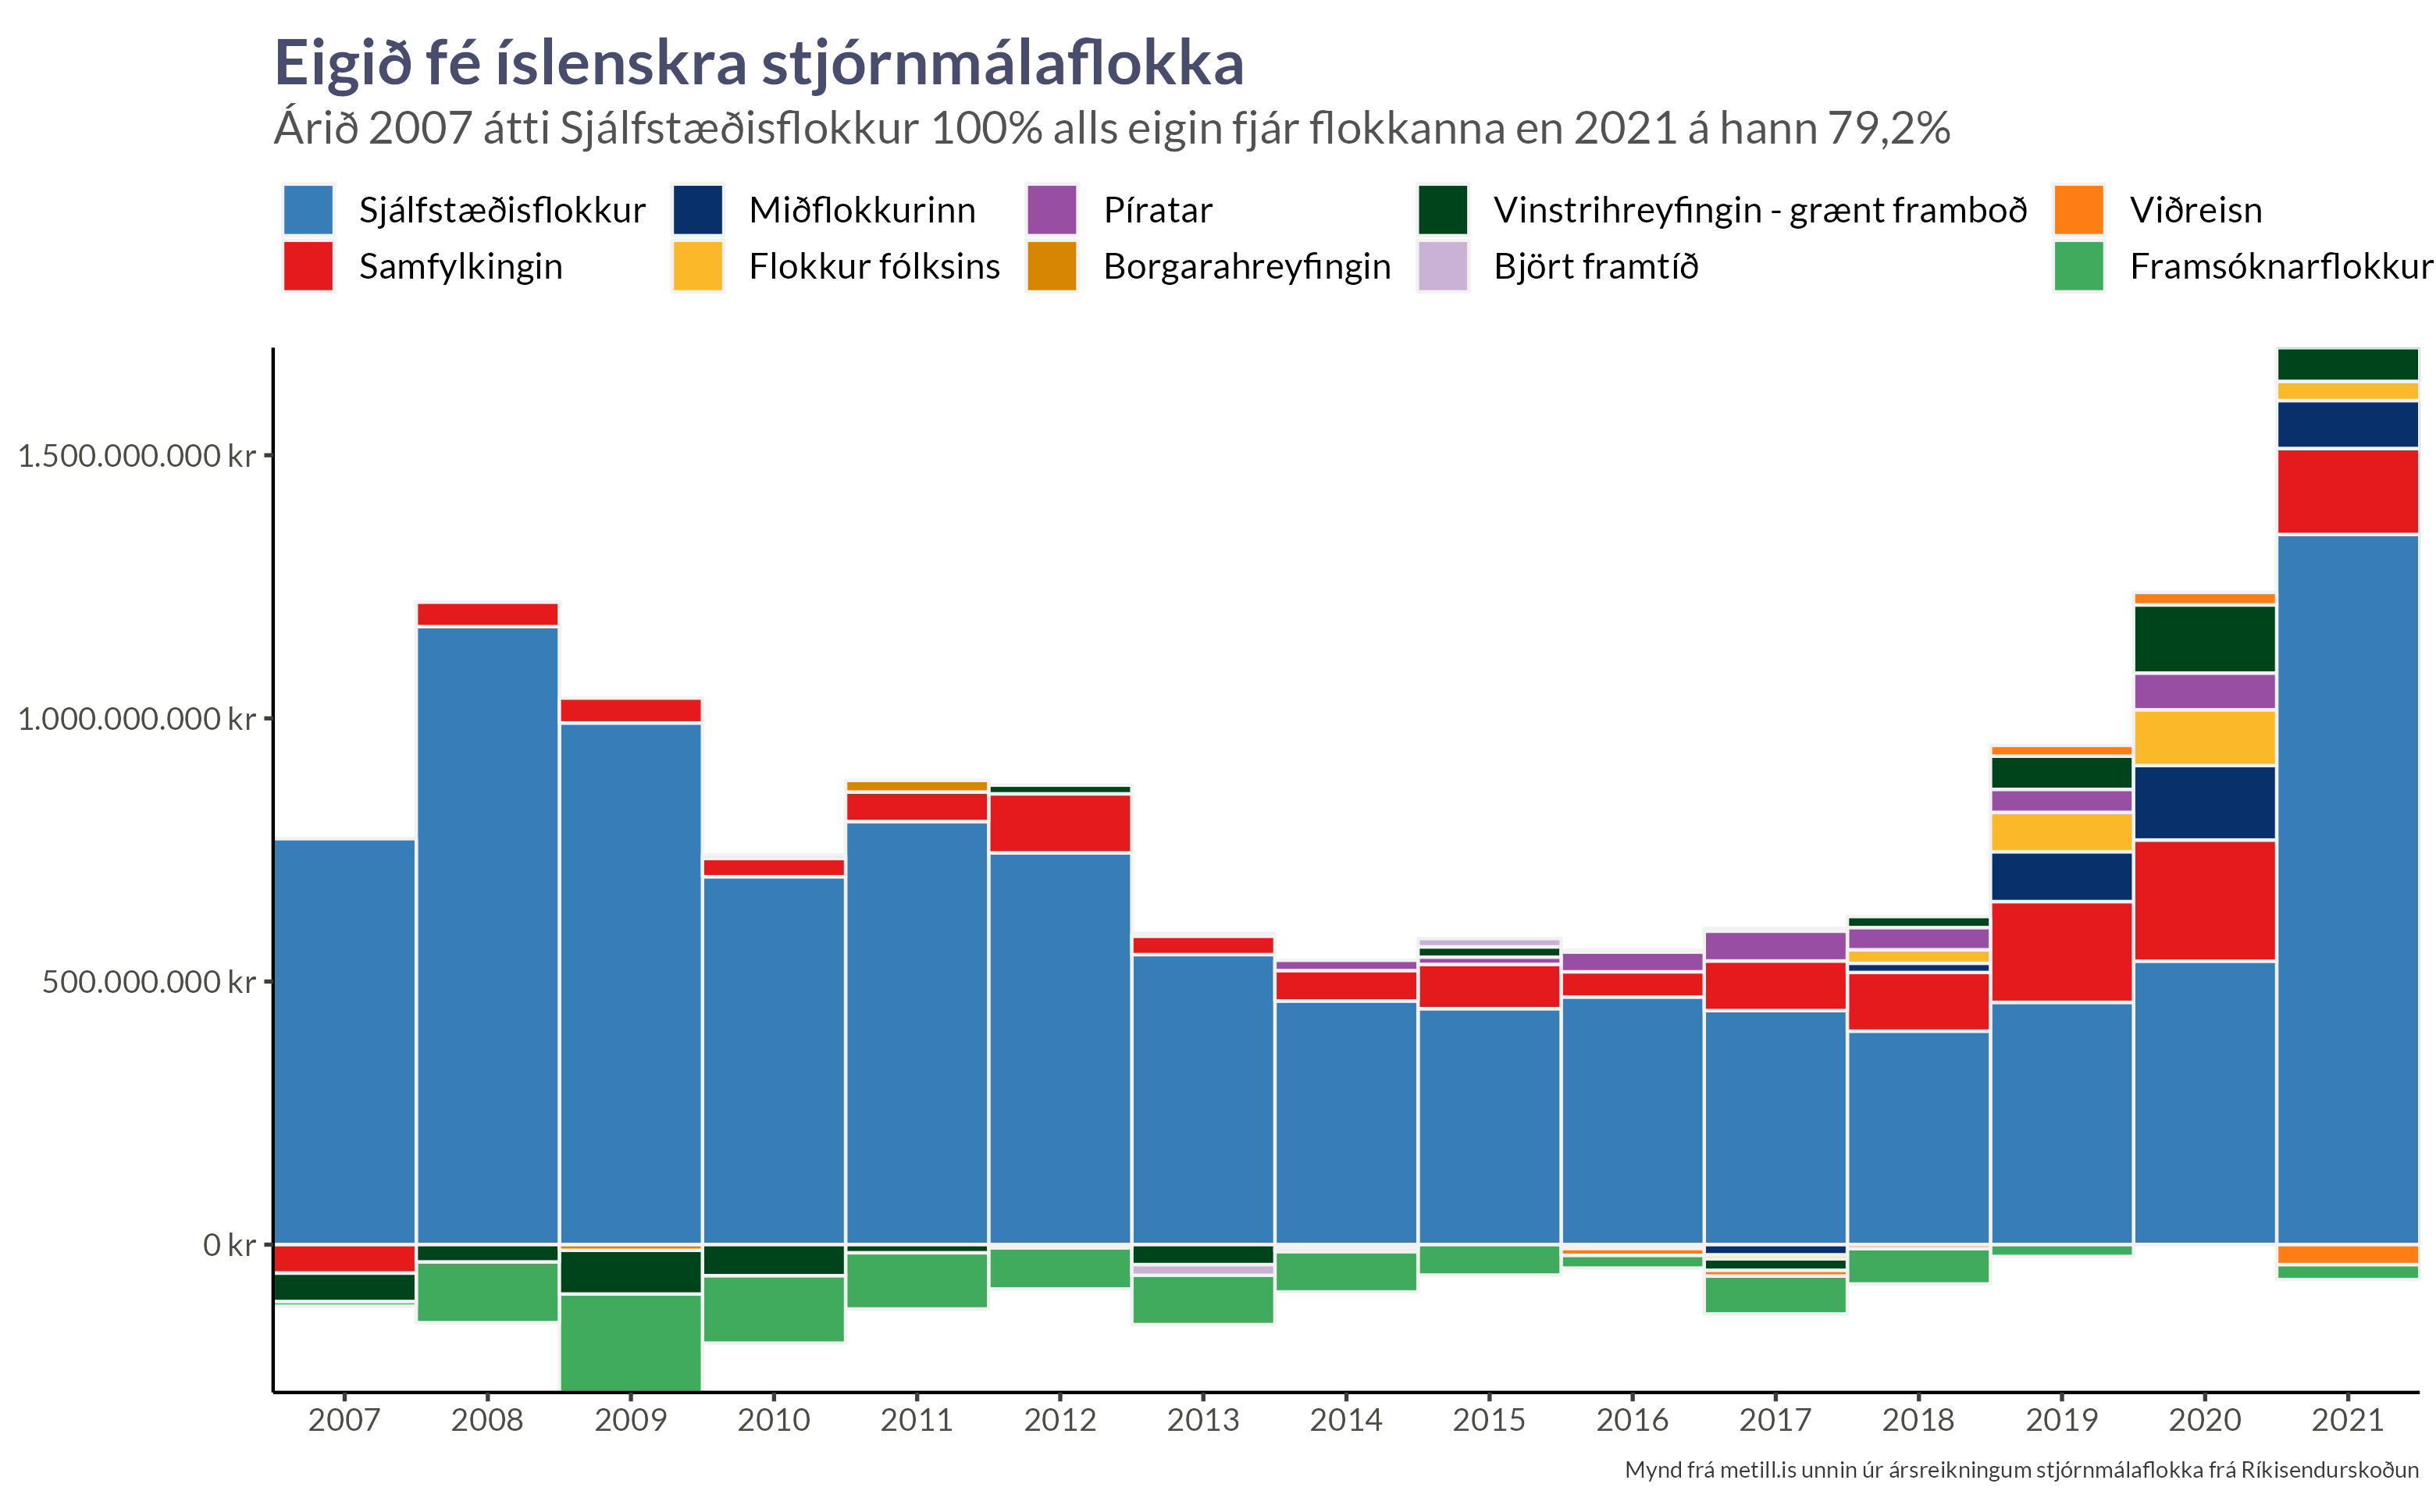 Eigið fé íslenskra stjórnmálaflokka
Árið 2007 átti Sjálfstæðisflokkur 100% alls eigin fjár flokkanna en 2021 á hann 79,2%
Sjálfstæðisflokkur Miðflokkurinn Píratar Vinstrihreyfingin - grænt framboð Viðreisn
Samfylkingin Flokkur fólksins Borgarahreyfingin Björt framtíð Framsóknarflokkur
1.500.000.000 kr
1.000.000.000 kr
500.000.000 kr
0 kr
2007 2008 2009 2010 2011 2012 2013 2014 2015 2016 2017 2018 2019 2020 2021
Mynd frá metill.is unnin úr ársreikningum stjórnmálaflokka frá Ríkisendurskoðun